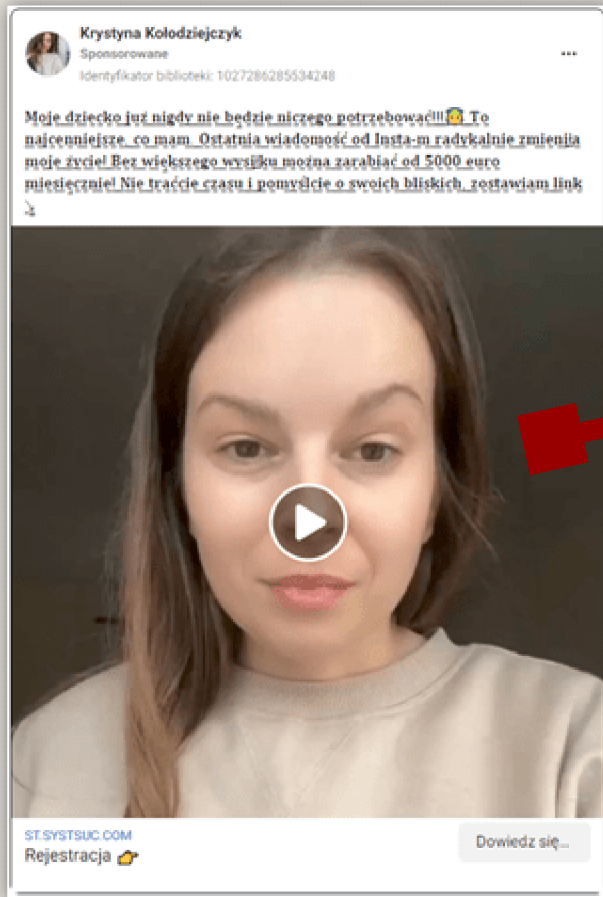 Krystyna Kołodziejczyk
Sponsorowane
Identyfikator biblioteki: 1027286285534248
Moje dziecko już nigdy nie będzie niczego potrzebować!!!👼 To
najcenniejsze, co mam. Ostatnia wiadomość od Insta-m radykalnie zmieniła
moje życie! Bez większego wysiłku można zarabiać od 5000 euro
miesięcznie! Nie traćcie czasu i pomyślcie o swoich bliskich, zostawiam link
ST.SYSTSUC.COM
Rejestracja 👉
Dowiedz się...